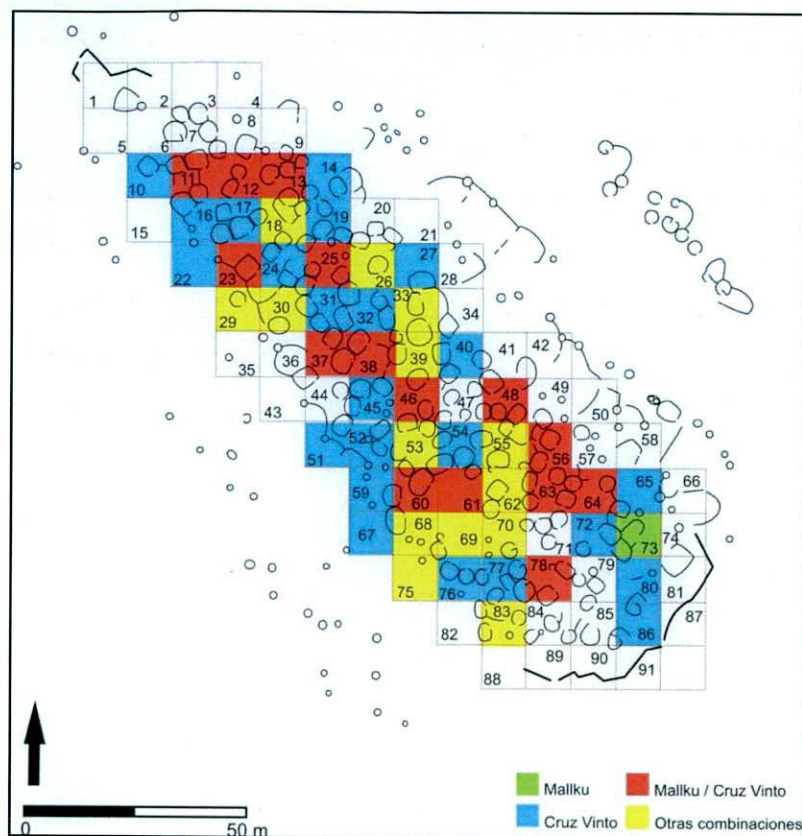 1 2 3 4
5 6 7 8 9
10 11 12 13 14
15 16 17 18 19 20 21
22 23 24 25 26 27 28
29 30 31 32 33 34
35 36 37 38 39 40 41 42
43 44 45 46 47 48 49 50
51 52 53 54 55 56 57 58
59 60 61 62 63 64 65 66
67 68 69 70 71 72 73 74
75 76 77 78 79 80 81
82 83 84 85 86 87
88 89 90 91
0 50 m
Mallku
Mallku / Cruz Vinto
Cruz Vinto
Otras combinaciones